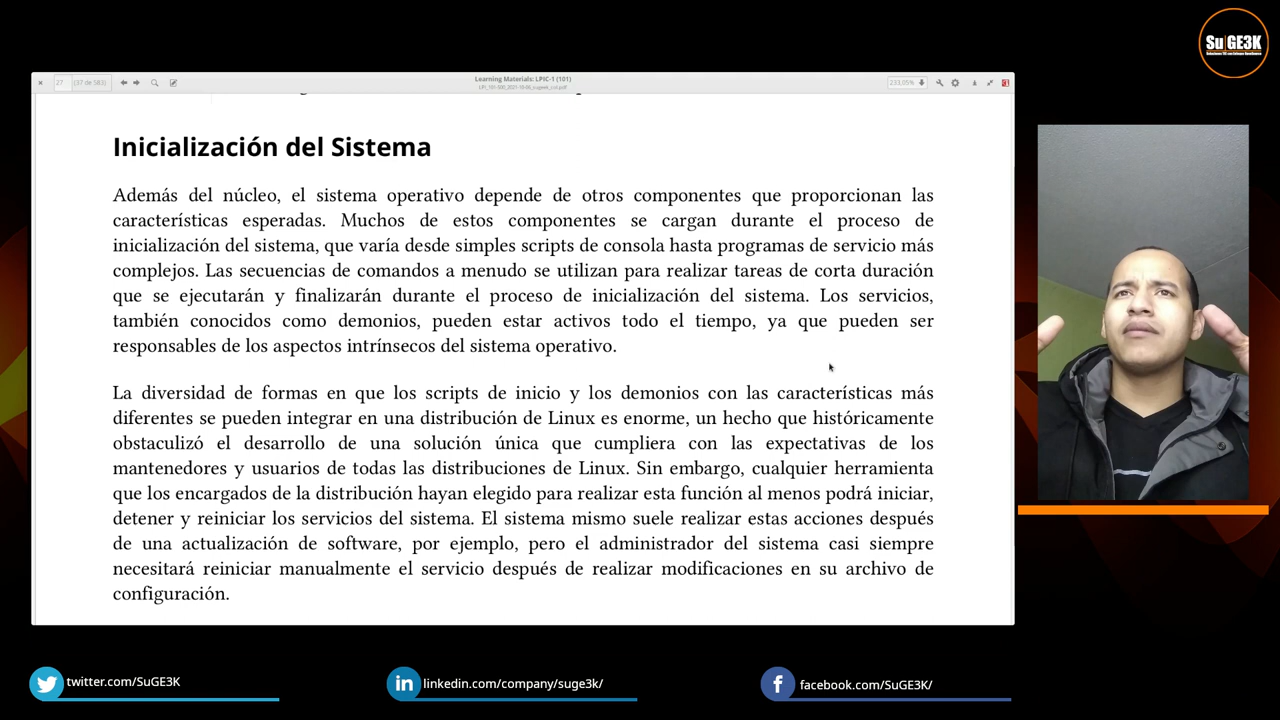 Su GE3K
27
(37 de 583)
Learning Materials: LPIC-1 (101)
233,05%
Inicialización del Sistema
Además del núcleo, el sistema operativo depende de otros componentes que proporcionan las
características esperadas. Muchos de estos componentes se cargan durante el proceso de
inicialización del sistema, que varía desde simples scripts de consola hasta programas de servicio más
complejos. Las secuencias de comandos a menudo se utilizan para realizar tareas de corta duración
que se ejecutarán y finalizarán durante el proceso de inicialización del sistema. Los servicios,
también conocidos como demonios, pueden estar activos todo el tiempo, ya que pueden ser
responsables de los aspectos intrínsecos del sistema operativo.
La diversidad de formas en que los scripts de inicio y los demonios con las características más
diferentes se pueden integrar en una distribución de Linux es enorme, un hecho que históricamente
obstaculizó el desarrollo de una solución única que cumpliera con las expectativas de los
mantenedores y usuarios de todas las distribuciones de Linux. Sin embargo, cualquier herramienta
que los encargados de la distribución hayan elegido para realizar esta función al menos podrá iniciar,
detener y reiniciar los servicios del sistema. El sistema mismo suele realizar estas acciones después
de una actualización de software, por ejemplo, pero el administrador del sistema casi siempre
necesitará reiniciar manualmente el servicio después de realizar modificaciones en su archivo de
configuración.
twitter.com/SuGE3K
in linkedin.com/company/suge3k/
f facebook.com/SuGE3K/